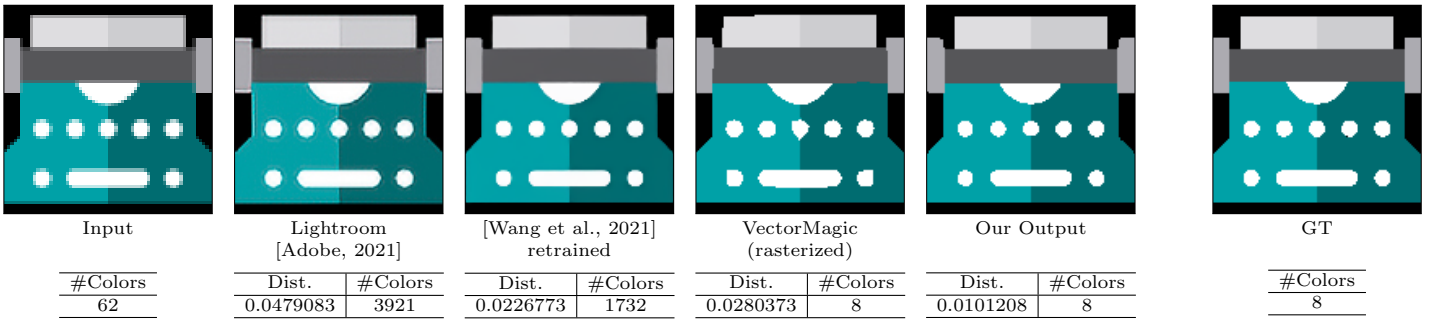 Input
Lightroom
[Adobe, 2021]
[Wang et al., 2021]
retrained
VectorMagic
(rasterized)
Our Output
GT
#Colors
62
Dist. #Colors
0.0479083 3921
Dist. #Colors
0.0226773 1732
Dist. #Colors
0.0280373 8
Dist. #Colors
0.0101208 8
#Colors
8